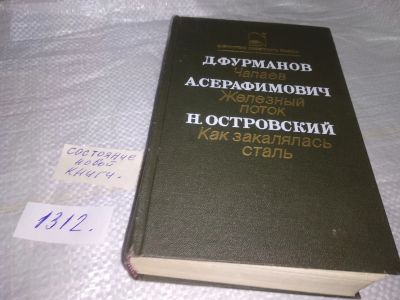 Д.ФУРМАНОВ
Чапаев
А.СЕРАФИМОВИЧ
Железный
поток
Н.ОСТРОВСКИЙ
Как закалялась
сталь
СОСТОЯНИЕ
НОВОЙ
КНИГИ.
1312.